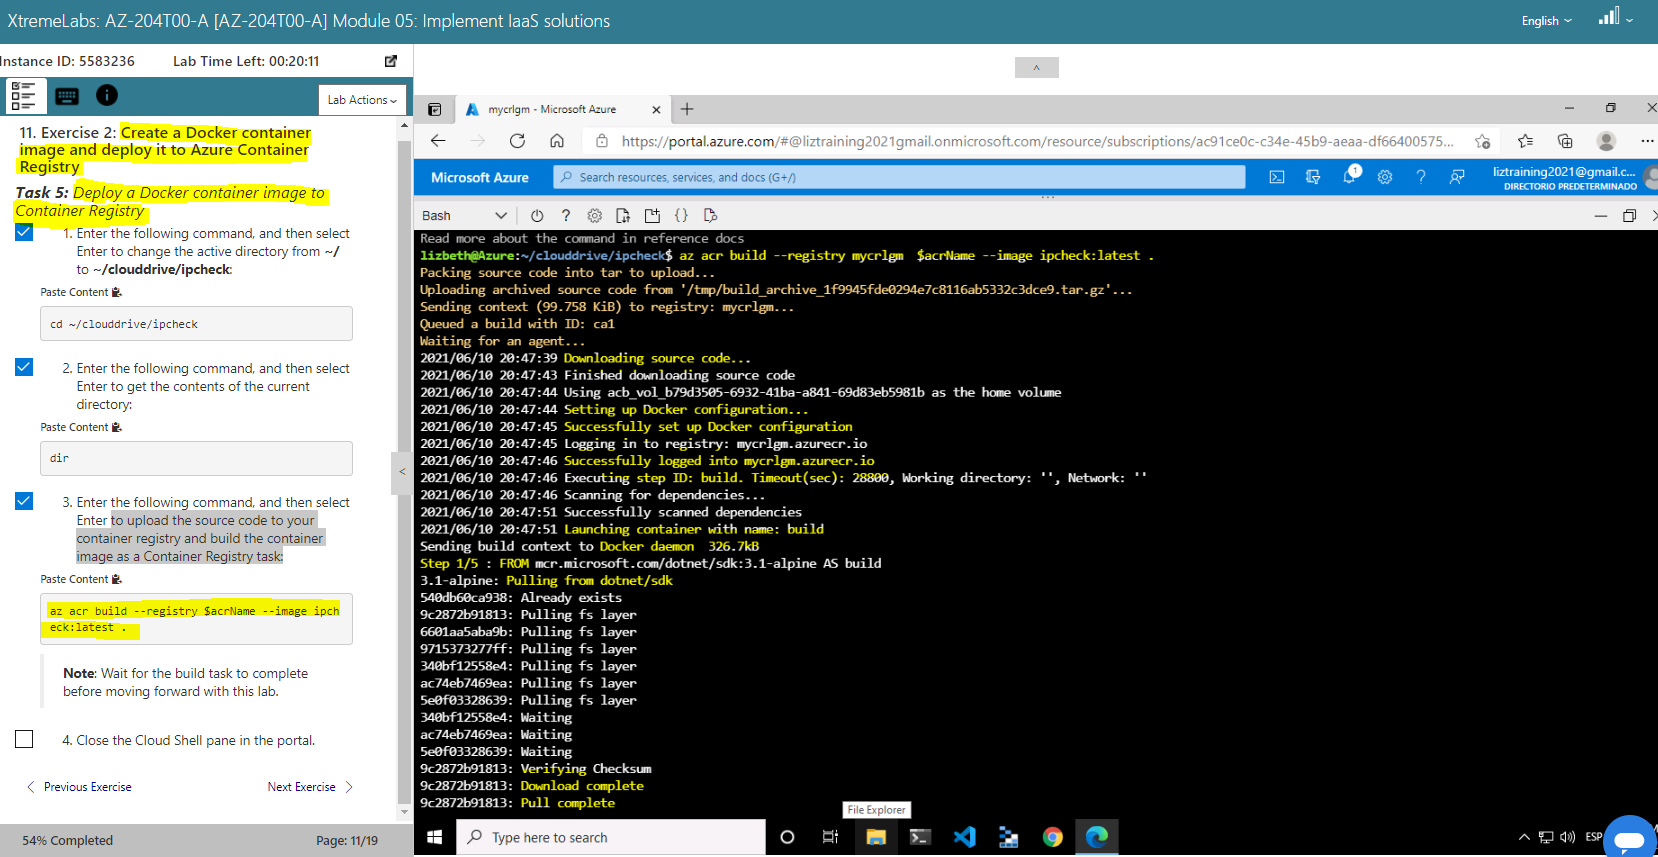 XtremeLabs: AZ-204T00-A [AZ-204T00-A] Module 05: Implement IaaS solutions
English
Instance ID: 5583236
Lab Time Left: 00:20:11
Lab Actions
11. Exercise 2: Create a Docker container
image and deploy it to Azure Container
Registry
Task 5: Deploy a Docker container image to
Container Registry
1. Enter the following command, and then select
Enter to change the active directory from ~/
to ~/clouddrive/ipcheck:
Paste Content
cd ~/clouddrive/ipcheck
2. Enter the following command, and then select
Enter to get the contents of the current
directory:
Paste Content
dir
3. Enter the following command, and then select
Enter to upload the source code to your
container registry and build the container
image as a Container Registry task:
Paste Content
az acr build --registry $acrName --image ipch
eck:latest .
Note: Wait for the build task to complete
before moving forward with this lab.
4. Close the Cloud Shell pane in the portal.
Previous Exercise
Next Exercise
54% Completed
Page: 11/19
mycrlgm - Microsoft Azure
https://portal.azure.com/#@liztraining2021gmail.onmicrosoft.com/resource/subscriptions/ac91ce0c-c34e-45b9-aeaa-df66400575...
Microsoft Azure
Search resources, services, and docs (G+/)
1
liztraining2021@gmail.c...
DIRECTORIO PREDETERMINADO
Bash
Read more about the command in reference docs
lizbeth@Azure:~/clouddrive/ipcheck$ az acr build --registry mycrlgm  $acrName --image ipcheck:latest .
Packing source code into tar to upload...
Uploading archived source code from '/tmp/build_archive_1f9945fde0294e7c8116ab5332c3dce9.tar.gz'...
Sending context (99.758 KiB) to registry: mycrlgm...
Queued a build with ID: ca1
Waiting for an agent...
2021/06/10 20:47:39 Downloading source code...
2021/06/10 20:47:43 Finished downloading source code
2021/06/10 20:47:44 Using acb_vol_b79d3505-6932-41ba-a841-69d83eb5981b as the home volume
2021/06/10 20:47:44 Setting up Docker configuration...
2021/06/10 20:47:45 Successfully set up Docker configuration
2021/06/10 20:47:45 Logging in to registry: mycrlgm.azurecr.io
2021/06/10 20:47:46 Successfully logged into mycrlgm.azurecr.io
2021/06/10 20:47:46 Executing step ID: build. Timeout(sec): 28800, Working directory: '', Network: ''
2021/06/10 20:47:46 Scanning for dependencies...
2021/06/10 20:47:51 Successfully scanned dependencies
2021/06/10 20:47:51 Launching container with name: build
Sending build context to Docker daemon  326.7kB
Step 1/5 : FROM mcr.microsoft.com/dotnet/sdk:3.1-alpine AS build
3.1-alpine: Pulling from dotnet/sdk
540db60ca938: Already exists
9c2872b91813: Pulling fs layer
6601aa5aba9b: Pulling fs layer
9715373277ff: Pulling fs layer
340bf12558e4: Pulling fs layer
ac74eb7469ea: Pulling fs layer
5e0f03328639: Pulling fs layer
340bf12558e4: Waiting
ac74eb7469ea: Waiting
5e0f03328639: Waiting
9c2872b91813: Verifying Checksum
9c2872b91813: Download complete
9c2872b91813: Pull complete
File Explorer
Type here to search
ESP